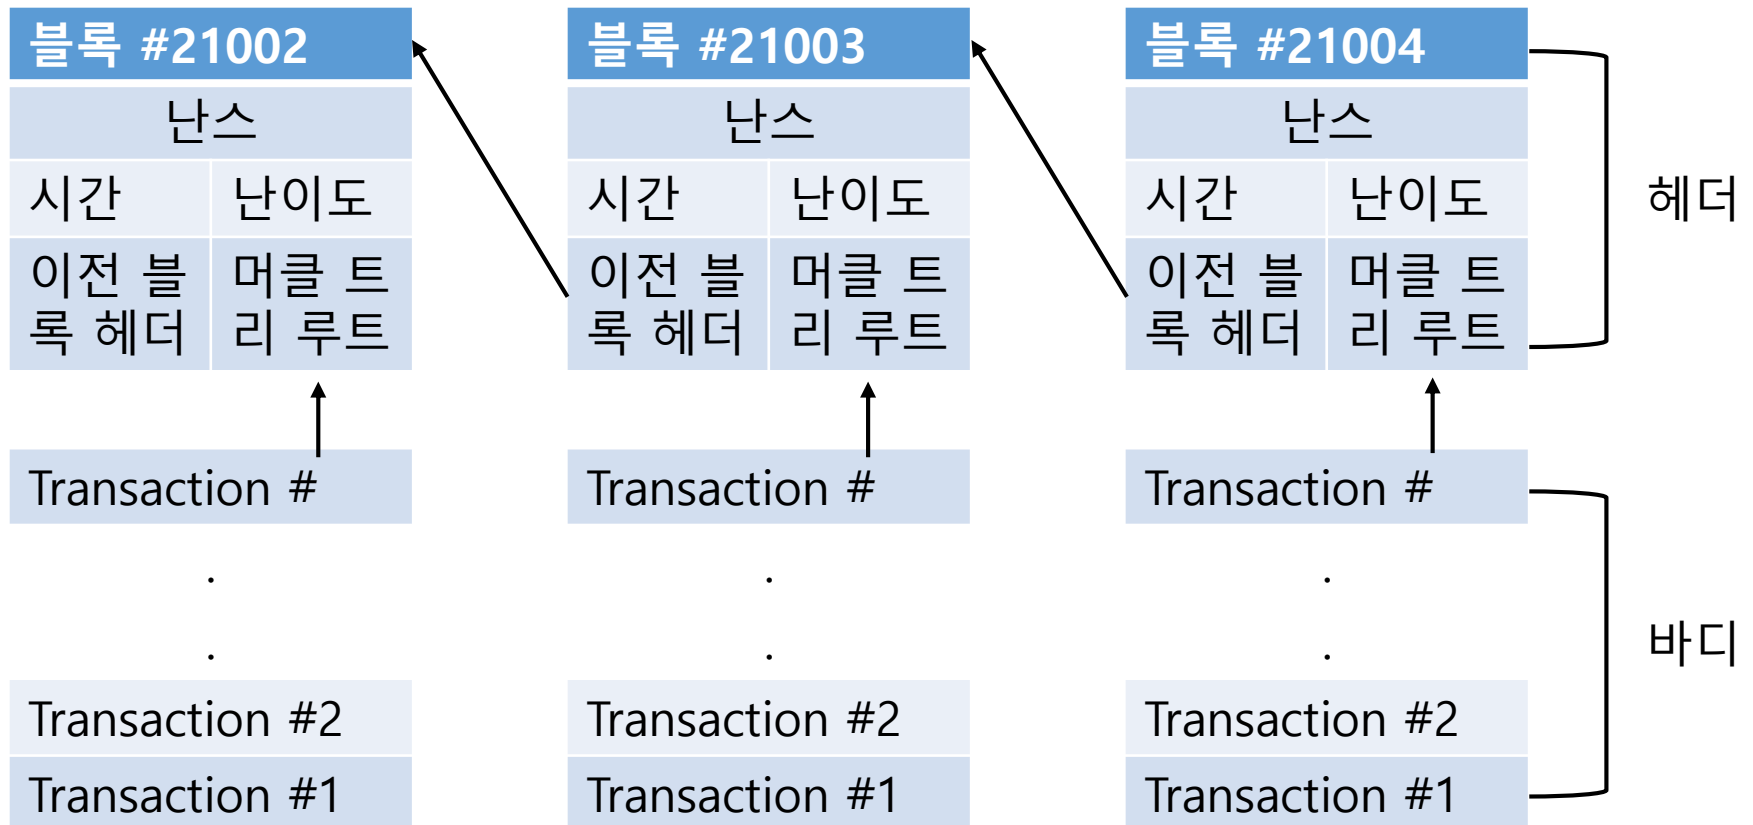 블록 #21002
난스
시간 난이도
이전 블 머클 트
록 헤더 리 루트
Transaction #
.
.
Transaction #2
Transaction #1
블록 #21003
난스
시간 난이도
이전 블 머클 트
록 헤더 리 루트
Transaction #
.
.
Transaction #2
Transaction #1
블록 #21004
난스
시간 난이도
이전 블 머클 트
록 헤더 리 루트
Transaction #
.
.
Transaction #2
Transaction #1
헤더
바디